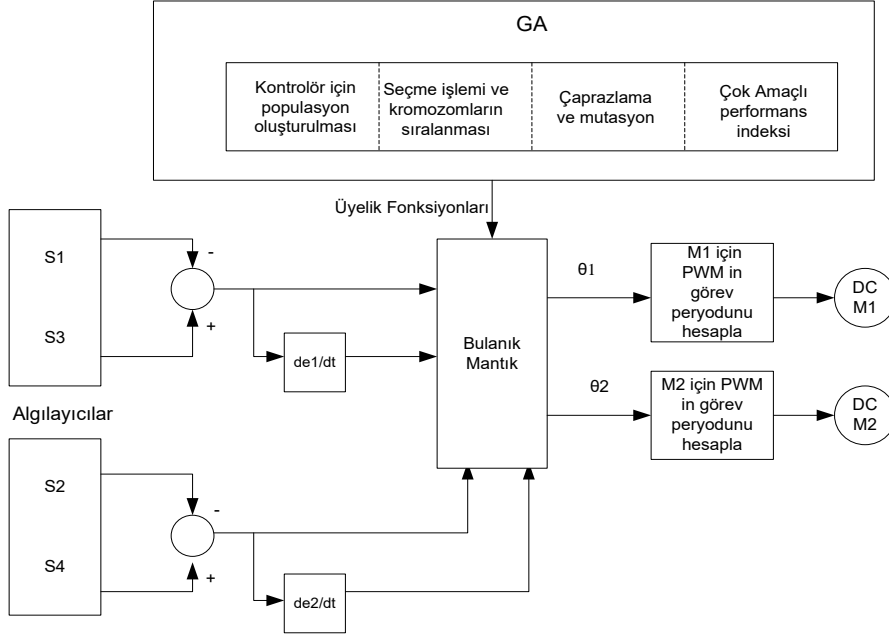 GA
Kontrolör için
populasyon
oluşturulması
Seçme işlemi ve
kromozomların
sıralanması
Çaprazlama
ve mutasyon
Çok Amaçlı
performans
indeksi
Üyelik Fonksiyonları
S1
S3
-
+
de1/dt
Bulanık
Mantık
θ1
M1 için
PWM in
görev
peryodunu
hesapla
DC
M1
θ2
M2 için PWM
in görev
peryodunu
hesapla
DC
M2
Algılayıcılar
S2
S4
-
+
de2/dt